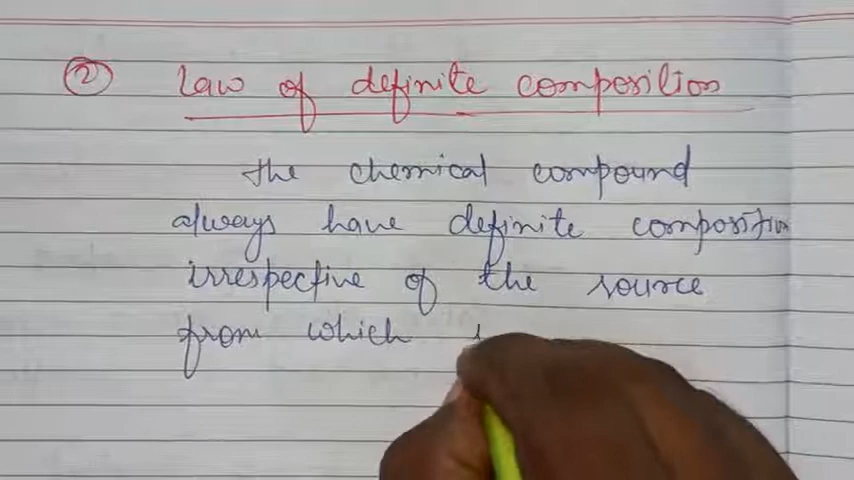 ② Law of definite composition
the chemical compound
always have definite composition
irrespective of the source
from which